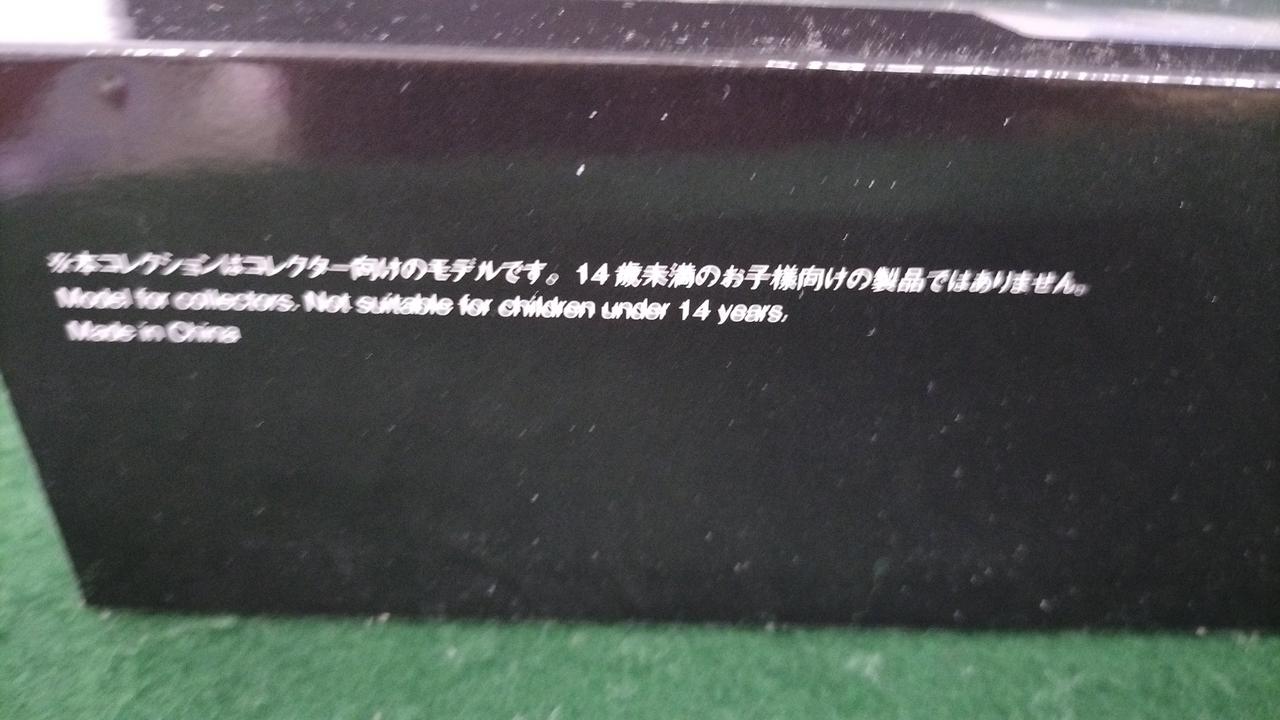 ※本コレクションはコレクター向けのモデルです。14歳未満のお子様向けの製品ではありません。
Model for collectors. Not suitable for children under 14 years,
Made in China